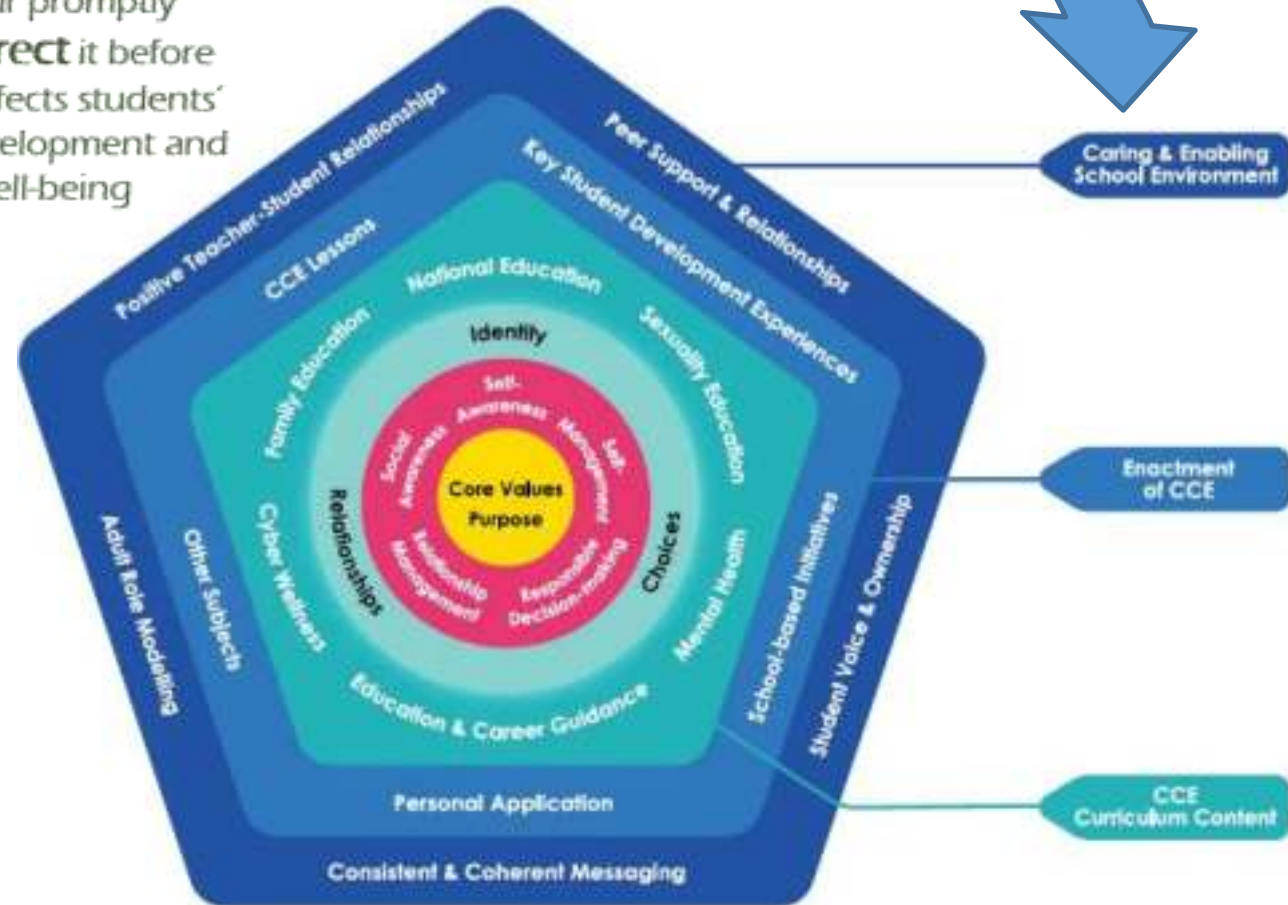 ur promptly
rrect it before
ffects students´
velopment and
ell-being
Positive Teacher-Student Relationships
Peer Support & Relationships
CCE Lessons
Key Student Development Experiences
National Education
Family Education
Sexuality Education
Identity
Self-
Awareness
Social
Awareness
Self-
Management
Core Values
Purpose
Relationships
Choices
Relationship
Management
Responsible
Decision-making
Cyber Wellness
Mental Health
Education & Career Guidance
Adult Role Modelling
Other Subjects
School-based Initiatives
Student Voice & Ownership
Personal Application
Consistent & Coherent Messaging
Caring & Enabling
School Environment
Enactment
of CCE
CCE
Curriculum Content